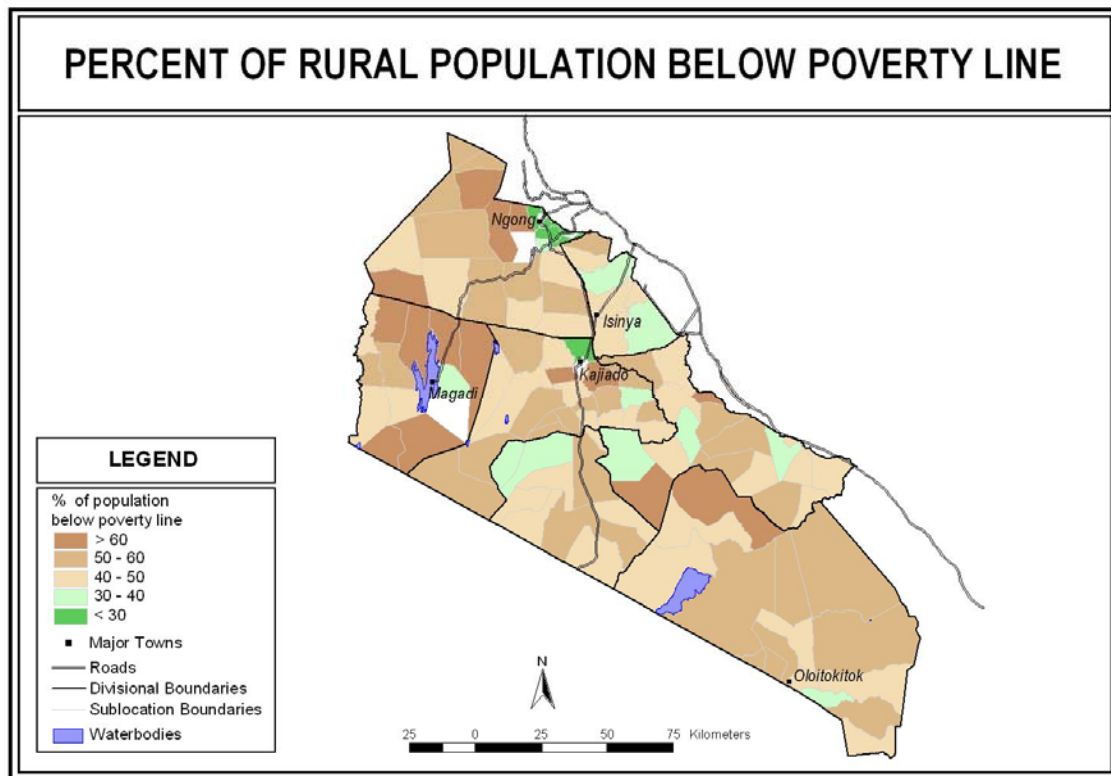 PERCENT OF RURAL POPULATION BELOW POVERTY LINE
Ngong
Isinya
Kajiado
Magadi
Oloitokitok
LEGEND
% of population
below poverty line
> 60
50 - 60
40 - 50
30 - 40
< 30
Major Towns
Roads
Divisional Boundaries
Sublocation Boundaries
Waterbodies
N
25 0 25 50 75 Kilometers